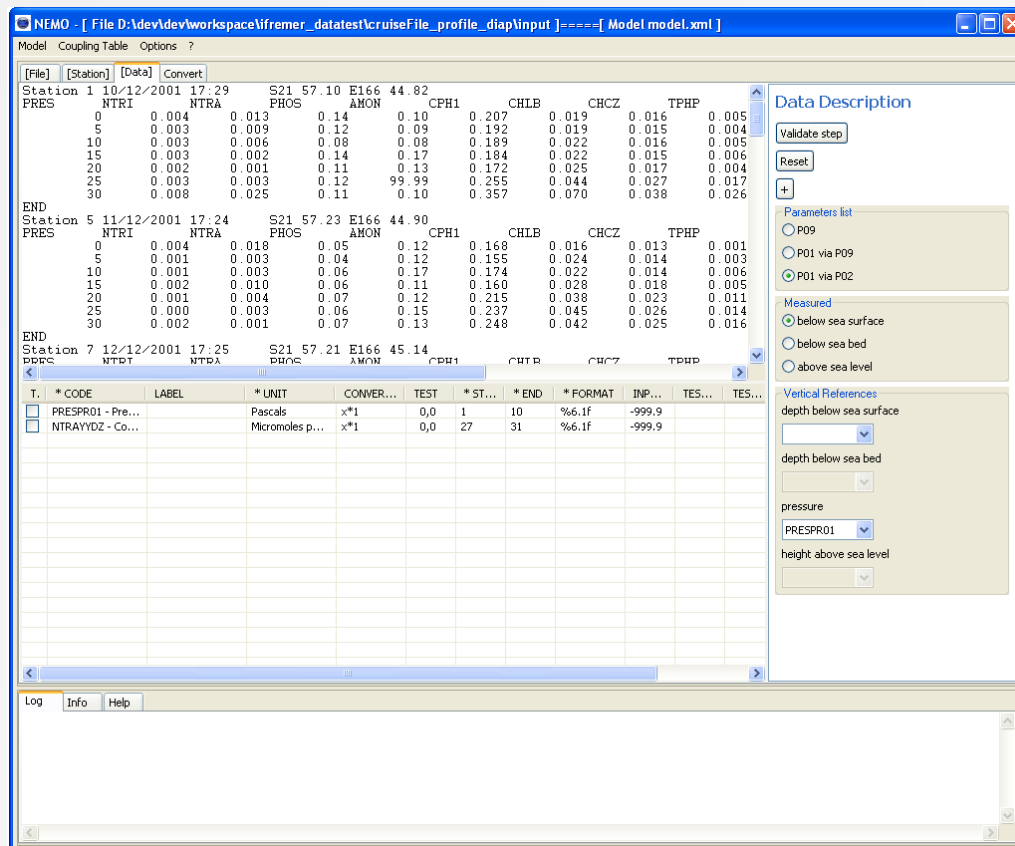 NEMO - [ File D:\dev\dev\workspace\ifremer_datatest\cruiseFile_profile_diap\input ]=====[ Model model.xml ]
Model Coupling Table Options ?
[File] [Station] [Data] Convert
Station 1 10/12/2001 17:29 S21 57.10 E166 44.82
PRES NTRI NTRA PHOS AMON CPH1 CHLB CHCZ TPHP
0 0.004 0.013 0.14 0.10 0.207 0.019 0.016 0.005
5 0.003 0.009 0.12 0.09 0.192 0.019 0.015 0.004
10 0.003 0.006 0.08 0.08 0.189 0.022 0.016 0.005
15 0.003 0.002 0.14 0.17 0.184 0.022 0.015 0.006
20 0.002 0.001 0.11 0.13 0.172 0.025 0.017 0.004
25 0.003 0.003 0.12 99.99 0.255 0.044 0.027 0.017
30 0.008 0.025 0.11 0.10 0.357 0.070 0.038 0.026
END
Station 5 11/12/2001 17:24 S21 57.23 E166 44.90
PRES NTRI NTRA PHOS AMON CPH1 CHLB CHCZ TPHP
0 0.004 0.018 0.05 0.12 0.168 0.016 0.013 0.001
5 0.001 0.003 0.04 0.12 0.155 0.024 0.014 0.003
10 0.001 0.003 0.06 0.17 0.174 0.022 0.014 0.006
15 0.002 0.010 0.06 0.11 0.160 0.028 0.018 0.005
20 0.001 0.004 0.07 0.12 0.215 0.038 0.023 0.011
25 0.000 0.003 0.06 0.15 0.237 0.045 0.026 0.014
30 0.002 0.001 0.07 0.13 0.248 0.042 0.025 0.016
END
Station 7 12/12/2001 17:25 S21 57.21 E166 45.14
PRES NTRI NTRA PHOS AMON CPH1 CHLB CHCZ TPHP
T. * CODE LABEL * UNIT CONVER... TEST * ST... * END * FORMAT INP... TES... TES...
PRESPR01 - Pre... Pascals x*1 0,0 1 10 %6.1f -999.9
NTRAYYDZ - Co... Micromoles p... x*1 0,0 27 31 %6.1f -999.9
Data Description
Validate step
Reset
+
Parameters list
P09
P01 via P09
P01 via P02
Measured
below sea surface
below sea bed
above sea level
Vertical References
depth below sea surface
depth below sea bed
pressure
PRESPR01
height above sea level
Log Info Help